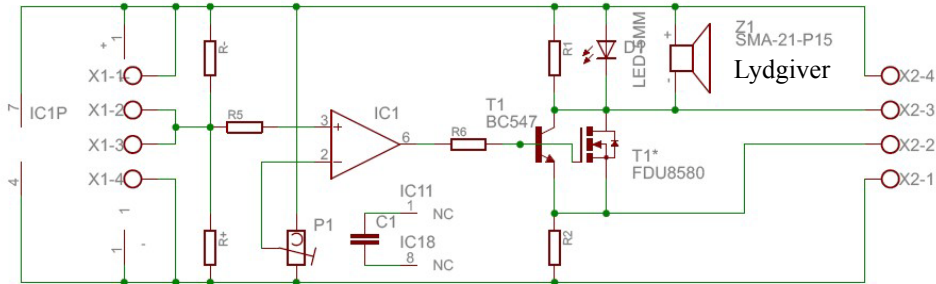 + 1
X1-1
X1-2
X1-3
X1-4
1
1 -
7
IC1P
4
R-
R5
R+
P1
3
+
2
-
IC1
6
IC11
1
NC
C1
IC18
8
NC
R6
T1
BC547
R1
LED-5MM
T1*
FDU8580
R2
Z1
SMA-21-P15
+
-
Lydgiver
X2-4
X2-3
X2-2
X2-1